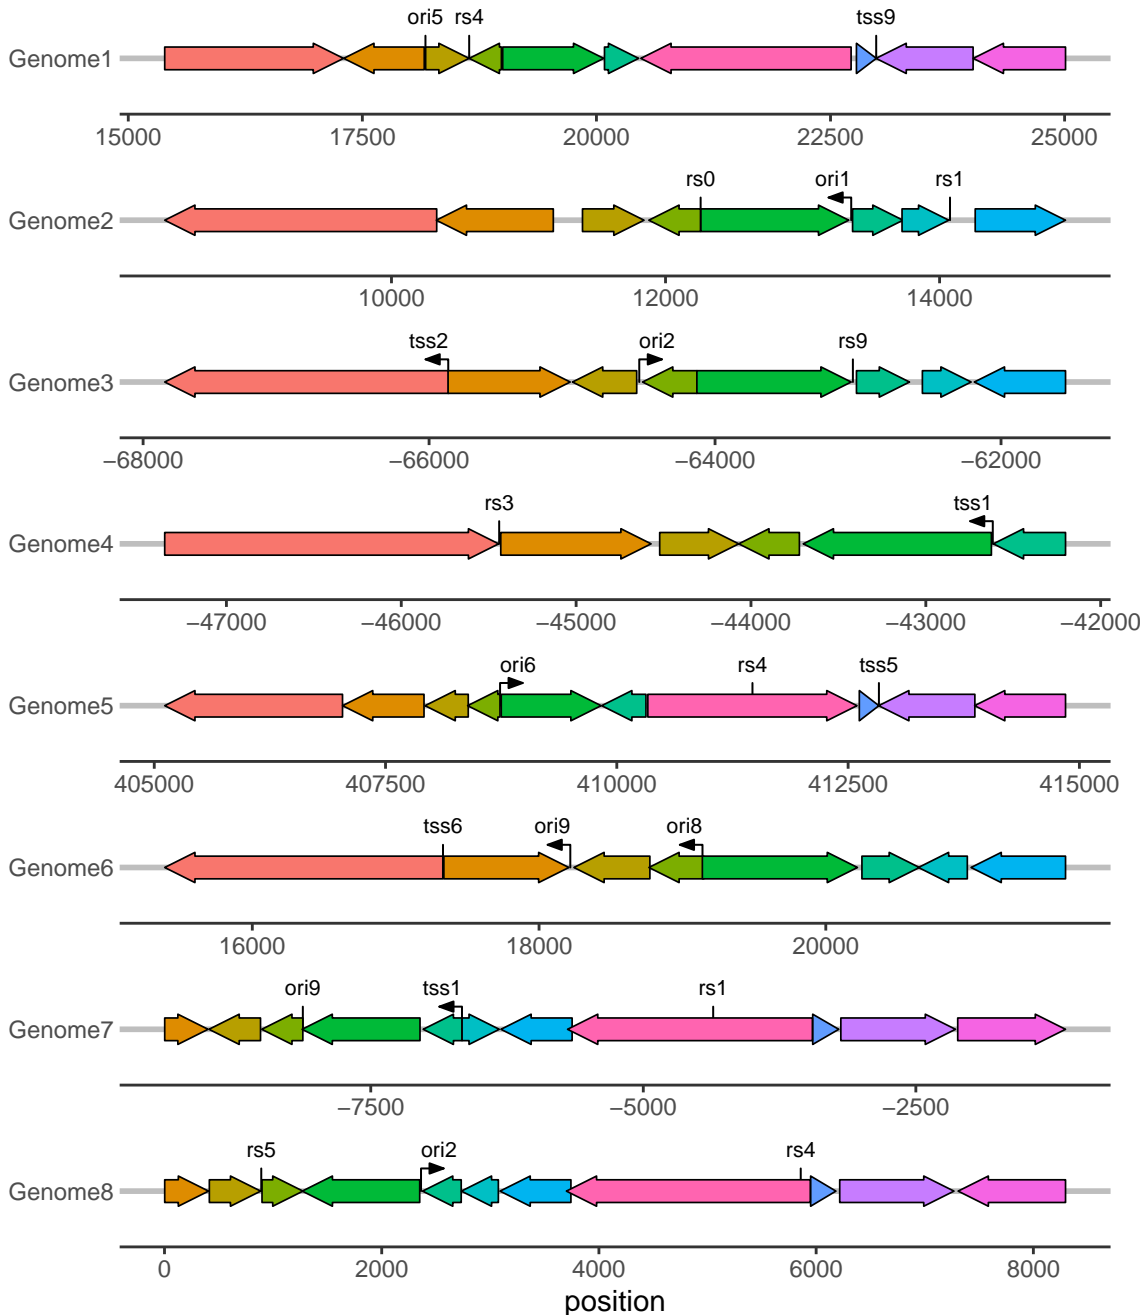 ori5 rs4 tss9
Genome1
15000 17500 20000 22500 25000
rs0 ori1 rs1
Genome2
10000 12000 14000
tss2 ori2 rs9
Genome3
−68000 −66000 −64000 −62000
rs3 tss1
Genome4
−47000 −46000 −45000 −44000 −43000 −42000
ori6 rs4 tss5
Genome5
405000 407500 410000 412500 415000
tss6 ori9 ori8
Genome6
16000 18000 20000
ori9 tss1 rs1
Genome7
−7500 −5000 −2500
rs5 ori2 rs4
Genome8
0 2000 4000 6000 8000
position